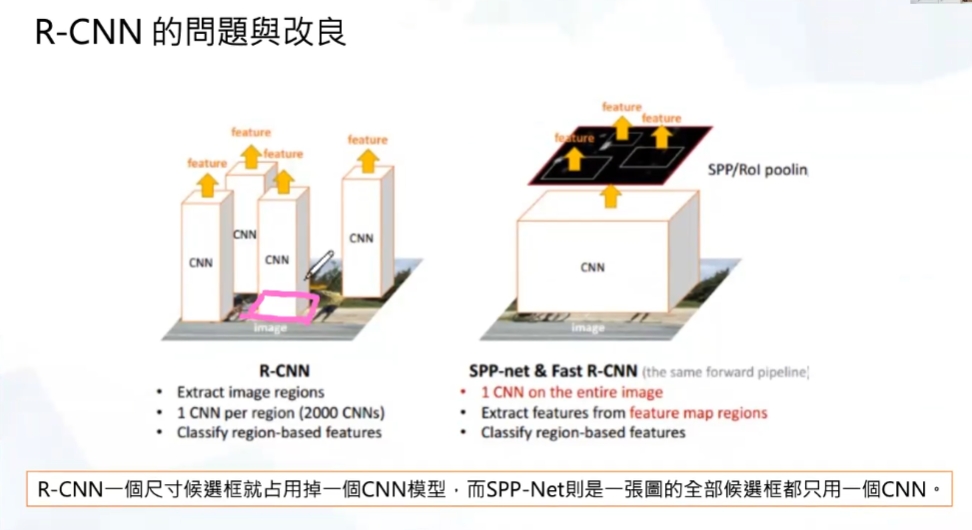 R-CNN 的問題與改良
feature
feature
feature
feature
CNN
CNN
CNN
CNN
image
feature
feature
feature
SPP/RoI poolin
CNN
image
R-CNN
• Extract image regions
• 1 CNN per region (2000 CNNs)
• Classify region-based features
SPP-net & Fast R-CNN (the same forward pipeline)
• 1 CNN on the entire image
• Extract features from feature map regions
• Classify region-based features
R-CNN一個尺寸候選框就占用掉一個CNN模型，而SPP-Net則是一張圖的全部候選框都只用一個CNN。